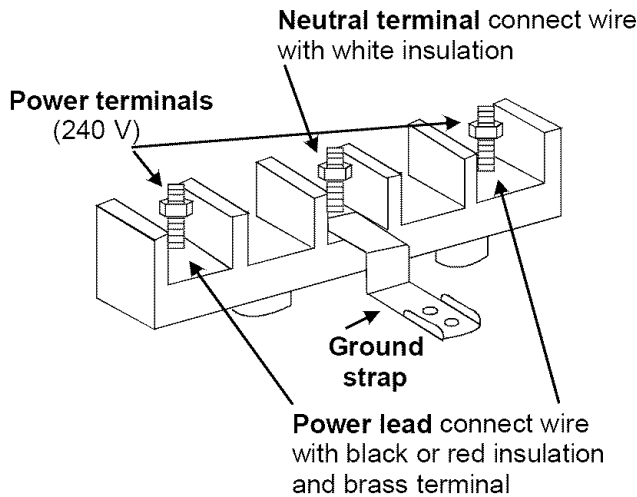 Neutral terminal connect wire
with white insulation
Power terminals
(240 V)
Ground
strap
Power lead connect wire
with black or red insulation
and brass terminal